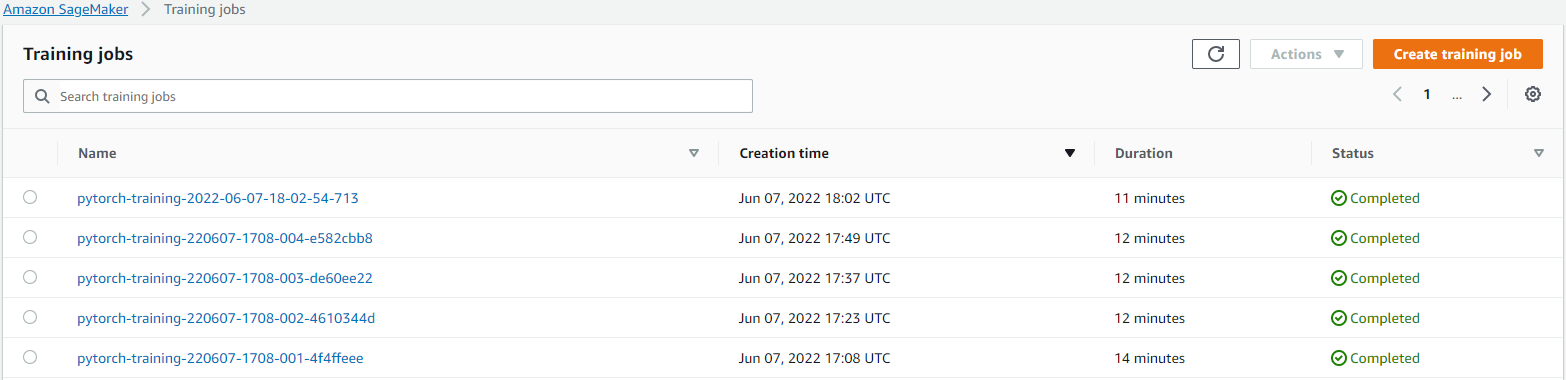 Amazon SageMaker > Training jobs
Training jobs
Actions
Create training job
Search training jobs
1 ...
Name Creation time Duration Status
pytorch-training-2022-06-07-18-02-54-713 Jun 07, 2022 18:02 UTC 11 minutes Completed
pytorch-training-220607-1708-004-e582cbb8 Jun 07, 2022 17:49 UTC 12 minutes Completed
pytorch-training-220607-1708-003-de60ee22 Jun 07, 2022 17:37 UTC 12 minutes Completed
pytorch-training-220607-1708-002-4610344d Jun 07, 2022 17:23 UTC 12 minutes Completed
pytorch-training-220607-1708-001-4f4ffeee Jun 07, 2022 17:08 UTC 14 minutes Completed